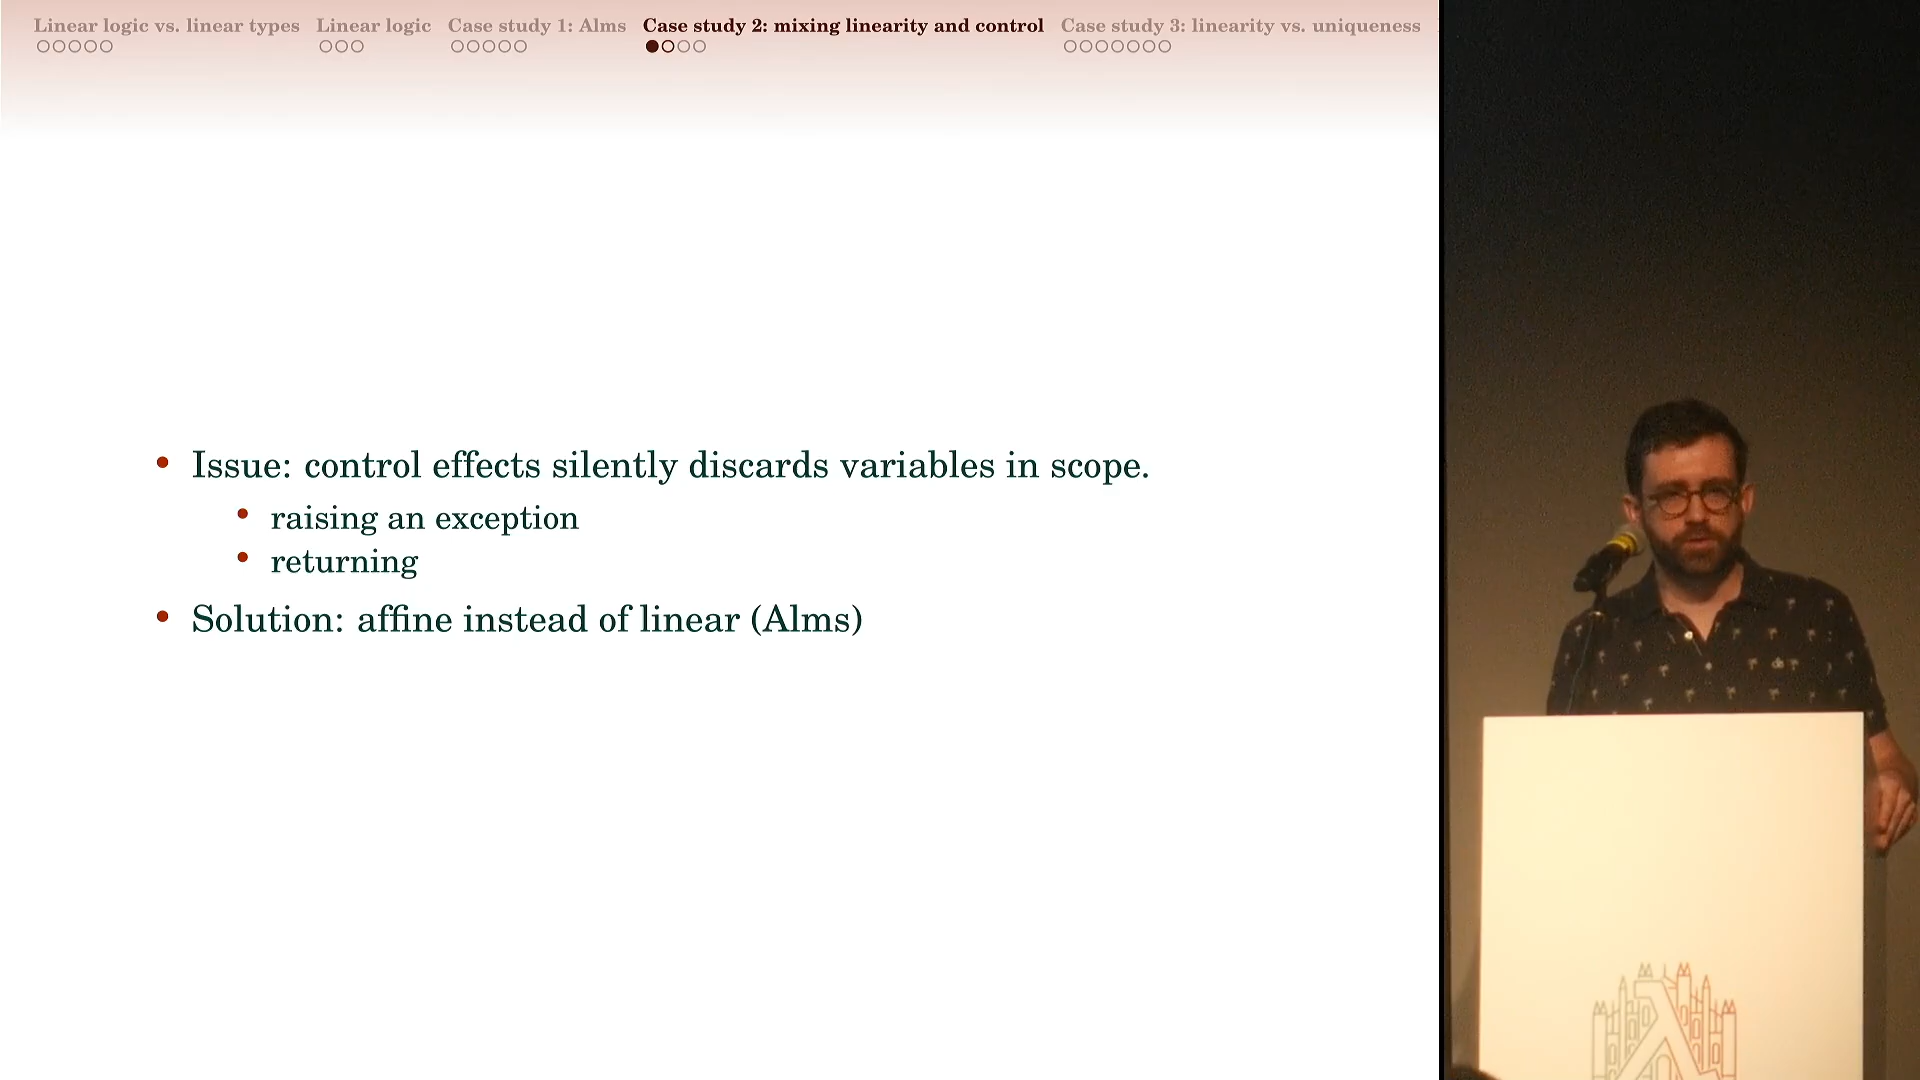 Linear logic vs. linear types Linear logic Case study 1: Alms Case study 2: mixing linearity and control Case study 3: linearity vs. uniqueness
• Issue: control effects silently discards variables in scope.
• raising an exception
• returning
• Solution: affine instead of linear (Alms)